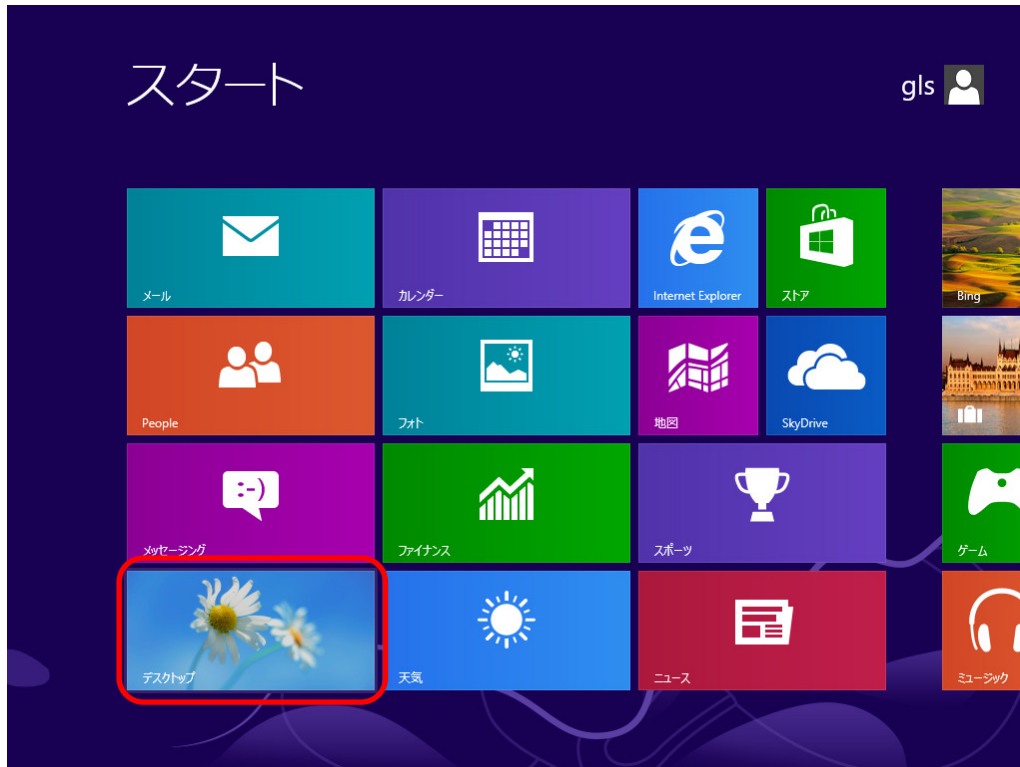 スタート
gls
メール
カレンダー
Internet Explorer
ストア
Bing
People
フォト
地図
SkyDrive
:-)
メッセージング
ファイナンス
スポーツ
ゲーム
デスクトップ
天気
ニュース
ミュージック